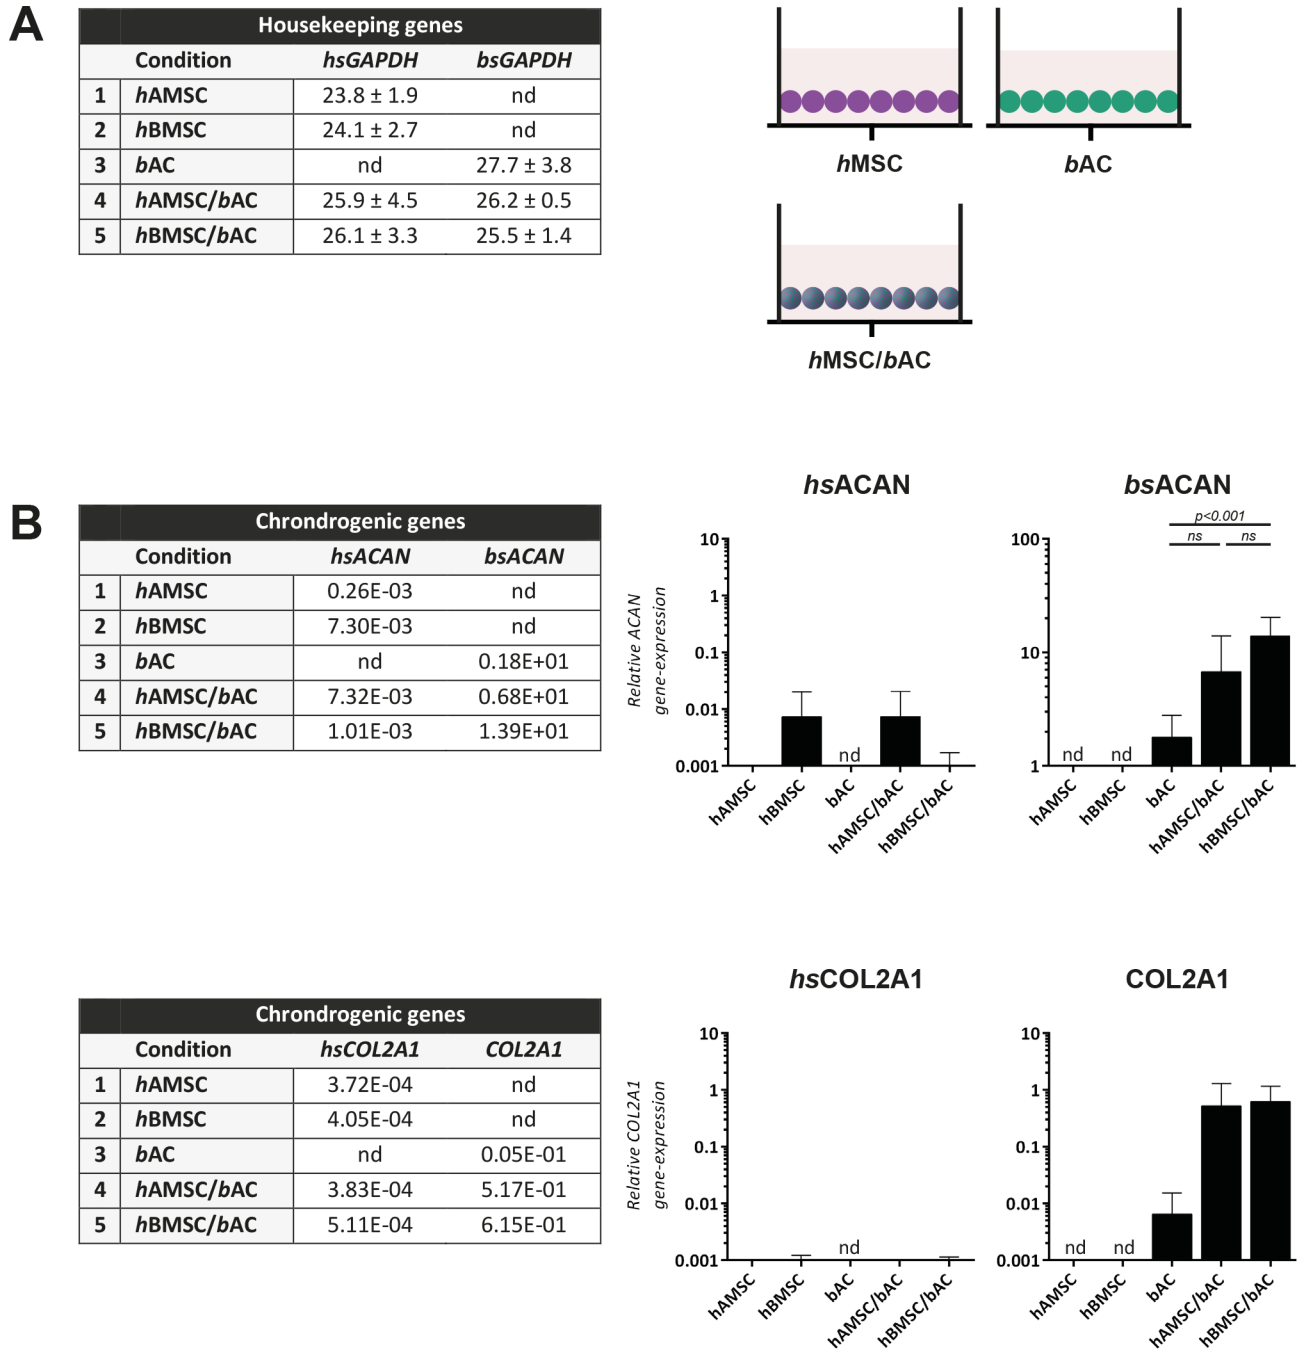 A
Housekeeping genes
Condition hsGAPDH bsGAPDH
1 hAMSC 23.8 ± 1.9 nd
2 hBMSC 24.1 ± 2.7 nd
3 bAC nd 27.7 ± 3.8
4 hAMSC/bAC 25.9 ± 4.5 26.2 ± 0.5
5 hBMSC/bAC 26.1 ± 3.3 25.5 ± 1.4
hMSC bAC
hMSC/bAC
B
Chrondrogenic genes
Condition hsACAN bsACAN
1 hAMSC 0.26E-03 nd
2 hBMSC 7.30E-03 nd
3 bAC nd 0.18E+01
4 hAMSC/bAC 7.32E-03 0.68E+01
5 hBMSC/bAC 1.01E-03 1.39E+01
hsACAN
Relative ACAN
gene-expression
10
1
0.1
0.01
0.001
nd
hAMSC
hBMSC
bAC
hAMSC/bAC
hBMSC/bAC
bsACAN
p<0.001
ns ns
100
10
1
nd nd
hAMSC
hBMSC
bAC
hAMSC/bAC
hBMSC/bAC
Chrondrogenic genes
Condition hsCOL2A1 COL2A1
1 hAMSC 3.72E-04 nd
2 hBMSC 4.05E-04 nd
3 bAC nd 0.05E-01
4 hAMSC/bAC 3.83E-04 5.17E-01
5 hBMSC/bAC 5.11E-04 6.15E-01
hsCOL2A1
Relative COL2A1
gene-expression
10
1
0.1
0.01
0.001
nd
hAMSC
hBMSC
bAC
hAMSC/bAC
hBMSC/bAC
COL2A1
10
1
0.1
0.01
0.001
nd nd
hAMSC
hBMSC
bAC
hAMSC/bAC
hBMSC/bAC